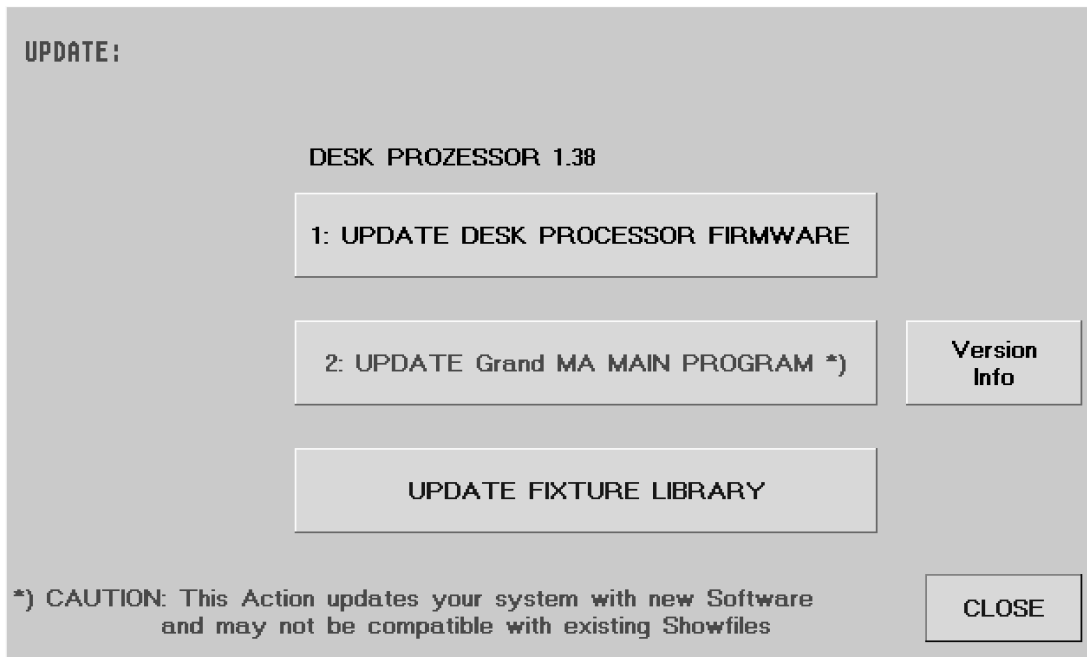 UPDATE:
DESK PROZESSOR 1.38
1: UPDATE DESK PROCESSOR FIRMWARE
2: UPDATE Grand MA MAIN PROGRAM *)
Version
Info
UPDATE FIXTURE LIBRARY
*) CAUTION: This Action updates your system with new Software
and may not be compatible with existing Showfiles
CLOSE